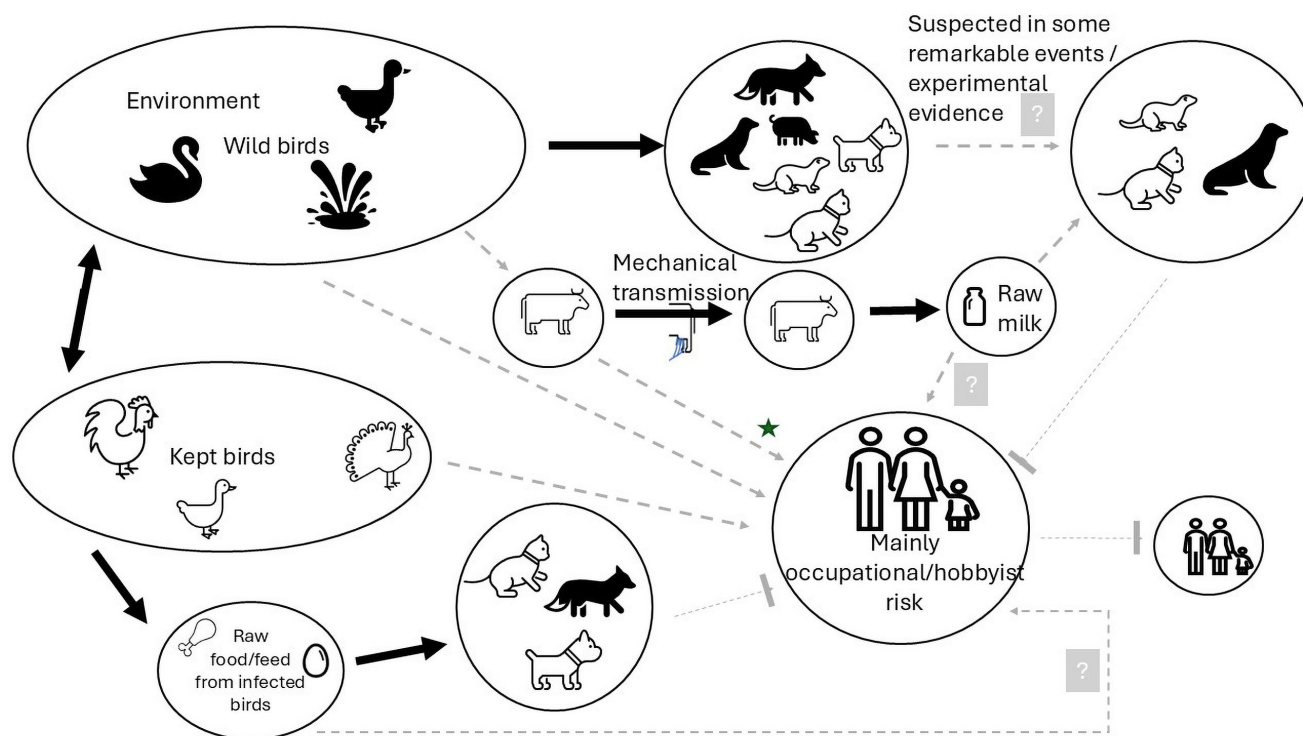 Environment
Wild birds
Suspected in some
remarkable events /
experimental
evidence
?
Mechanical
transmission
Raw
milk
?
Kept birds
Mainly
occupational/hobbyist
risk
Raw
food/feed
from infected
birds
?